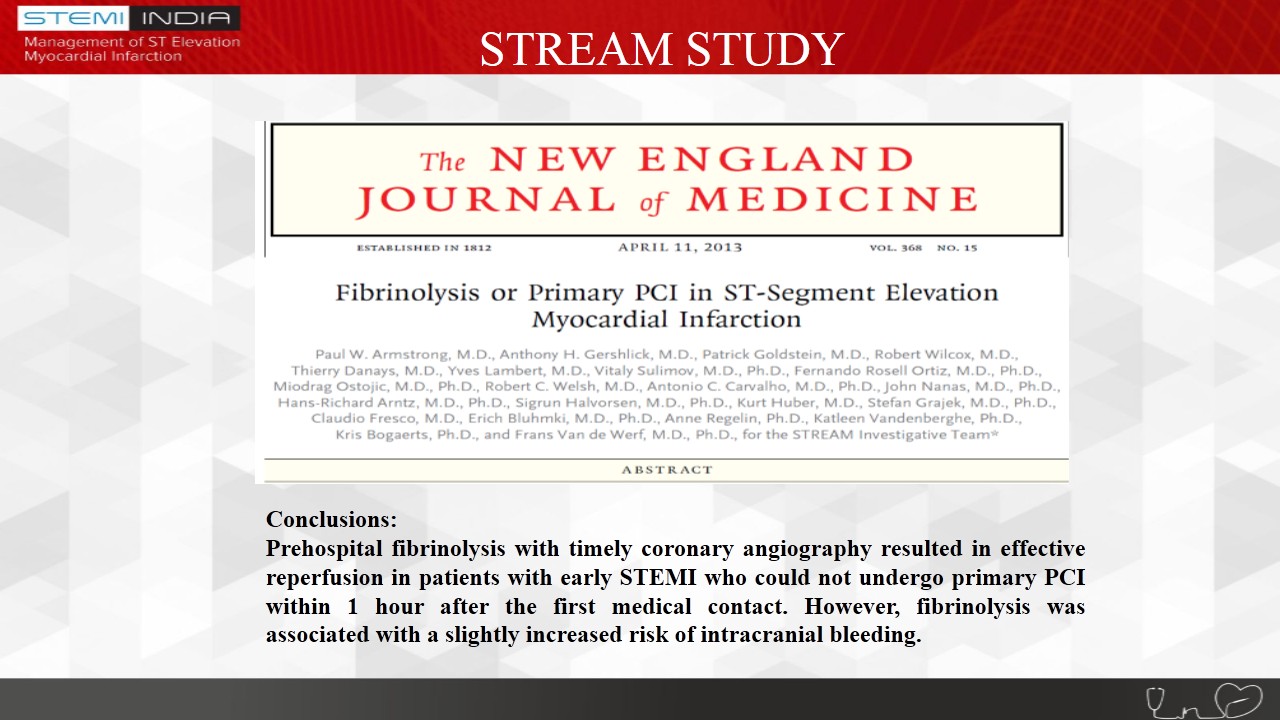 STEMI INDIA
Management of ST Elevation
Myocardial Infarction
STREAM STUDY
The NEW ENGLAND
JOURNAL of MEDICINE
ESTABLISHED IN 1812 APRIL 11, 2013 VOL. 368 NO. 15
Fibrinolysis or Primary PCI in ST-Segment Elevation
Myocardial Infarction
Paul W. Armstrong, M.D., Anthony H. Gershlick, M.D., Patrick Goldstein, M.D., Robert Wilcox, M.D.,
Thierry Danays, M.D., Yves Lambert, M.D., Vitaly Sulimov, M.D., Ph.D., Fernando Rosell Ortiz, M.D., Ph.D.,
Miodrag Ostojic, M.D., Ph.D., Robert C. Welsh, M.D., Antonio C. Carvalho, M.D., Ph.D., John Nanas, M.D., Ph.D.,
Hans-Richard Arntz, M.D., Ph.D., Sigrun Halvorsen, M.D., Ph.D., Kurt Huber, M.D., Stefan Grajek, M.D., Ph.D.,
Claudio Fresco, M.D., Erich Bluhmki, M.D., Ph.D., Anne Regelin, Ph.D., Katleen Vandenberghe, Ph.D.,
Kris Bogaerts, Ph.D., and Frans Van de Werf, M.D., Ph.D., for the STREAM Investigative Team*
ABSTRACT
Conclusions:
Prehospital fibrinolysis with timely coronary angiography resulted in effective
reperfusion in patients with early STEMI who could not undergo primary PCI
within 1 hour after the first medical contact. However, fibrinolysis was
associated with a slightly increased risk of intracranial bleeding.